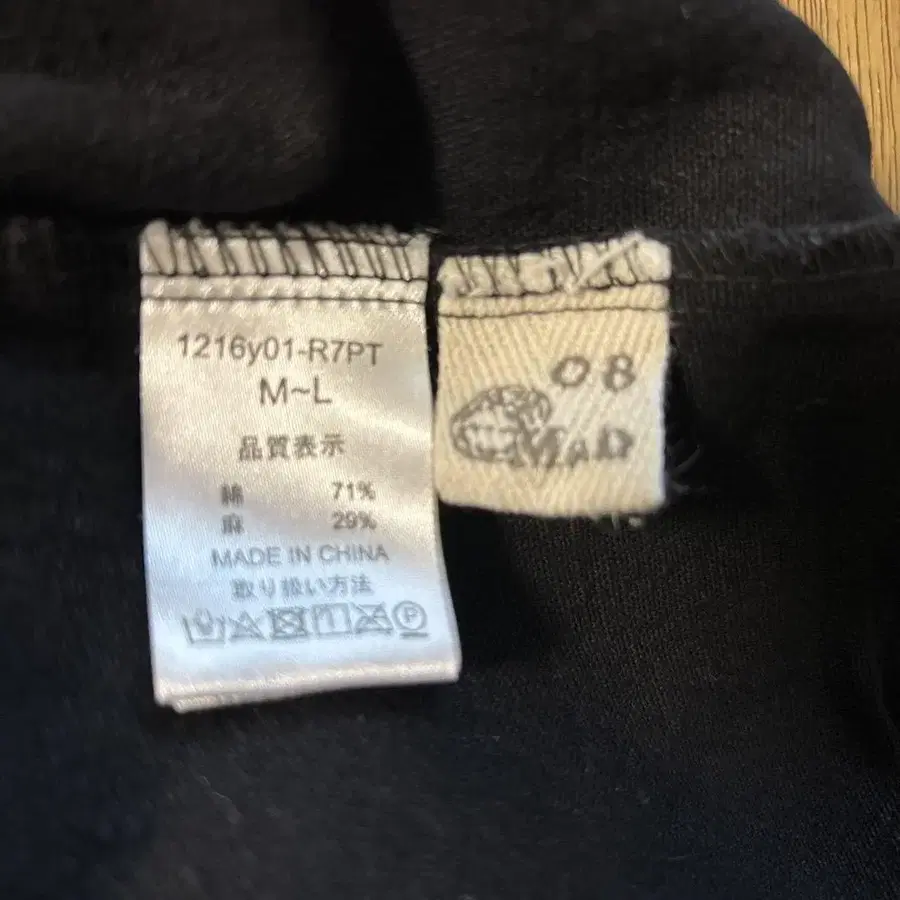 1216y01-R7PT
M~L
品質表示
綿 71%
麻 29%
MADE IN CHINA
取り扱い方法
P
08
Mab